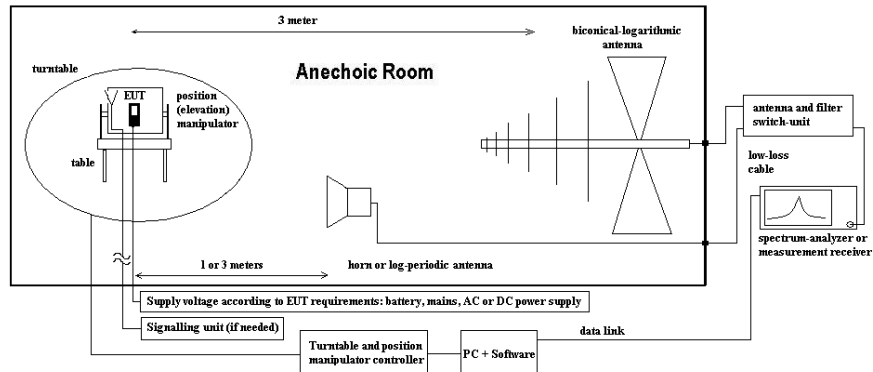 3 meter
biconical-logarithmic
antenna
turntable
Anechoic Room
EUT
position
(elevation)
manipulator
antenna and filter
switch-unit
table
low-loss
cable
spectrum-analyzer or
measurement receiver
1 or 3 meters
horn or log-periodic antenna
Supply voltage according to EUT requirements: battery, mains, AC or DC power supply
Signalling unit (if needed)
data link
Turntable and position
manipulator controller
PC + Software